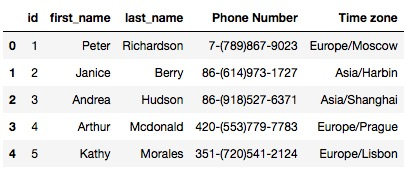 id first_name last_name Phone Number Time zone
0 1 Peter Richardson 7-(789)867-9023 Europe/Moscow
1 2 Janice Berry 86-(614)973-1727 Asia/Harbin
2 3 Andrea Hudson 86-(918)527-6371 Asia/Shanghai
3 4 Arthur Mcdonald 420-(553)779-7783 Europe/Prague
4 5 Kathy Morales 351-(720)541-2124 Europe/Lisbon